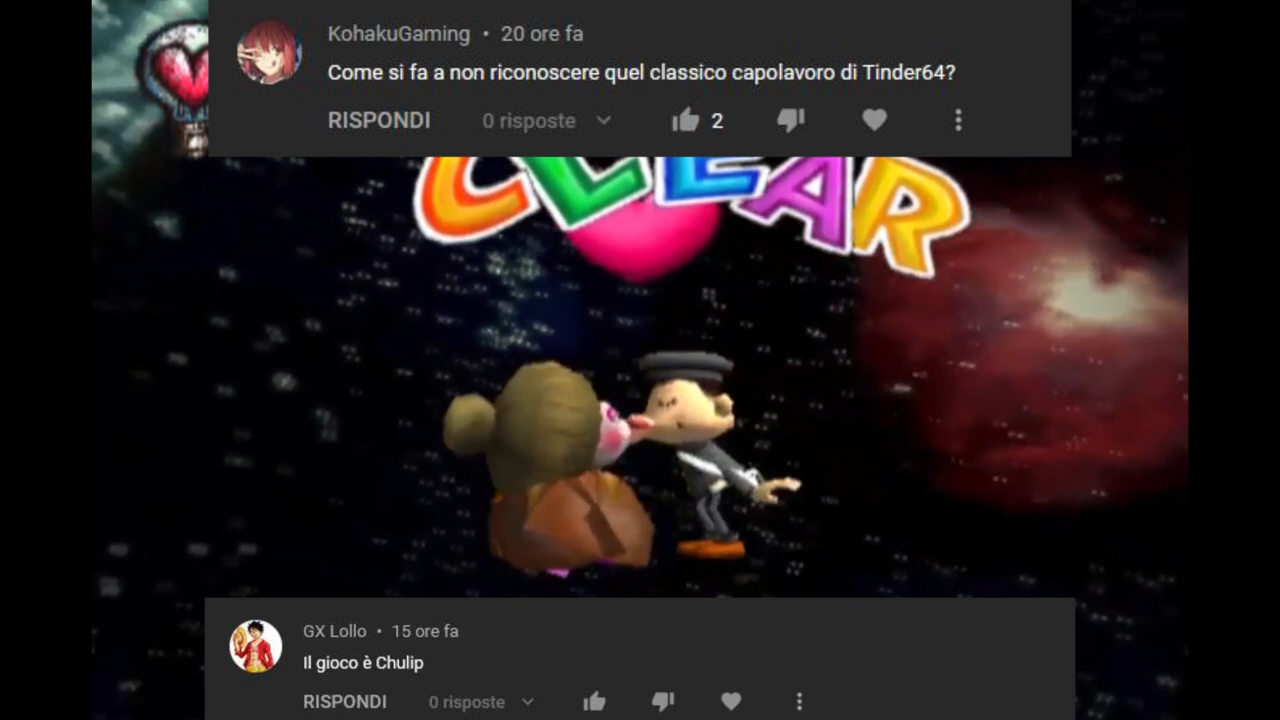 KohakuGaming • 20 ore fa
Come si fa a non riconoscere quel classico capolavoro di Tinder64?
RISPONDI 0 risposte 2
CLEAR
GX Lollo • 15 ore fa
Il gioco è Chulip
RISPONDI 0 risposte